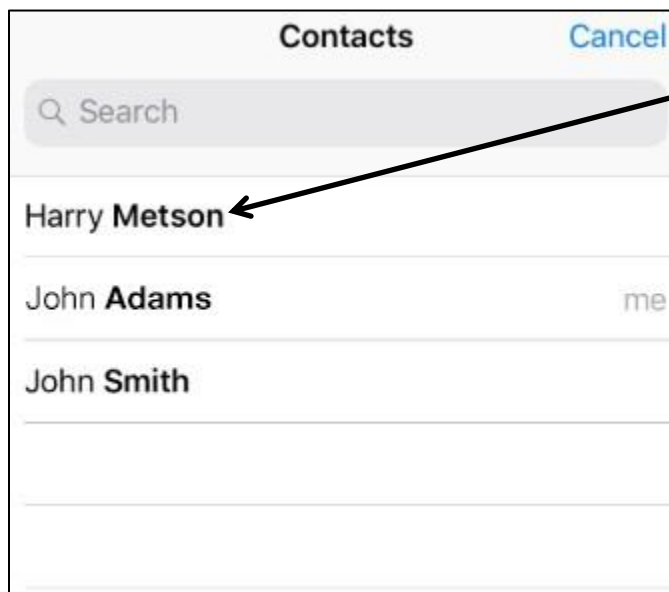 Contacts Cancel
Search
Harry Metson
John Adams me
John Smith